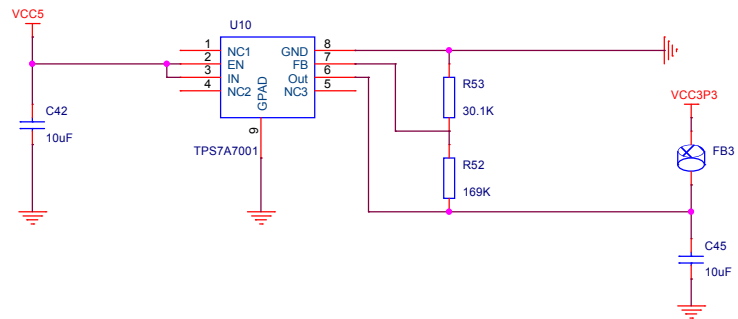 VCC5
U10
1 NC1 GND 8
2 EN FB 7
3 IN Out 6
4 NC2 NC3 5
GPAD
9
TPS7A7001
C42
10uF
R53
30.1K
R52
169K
VCC3P3
FB3
C45
10uF